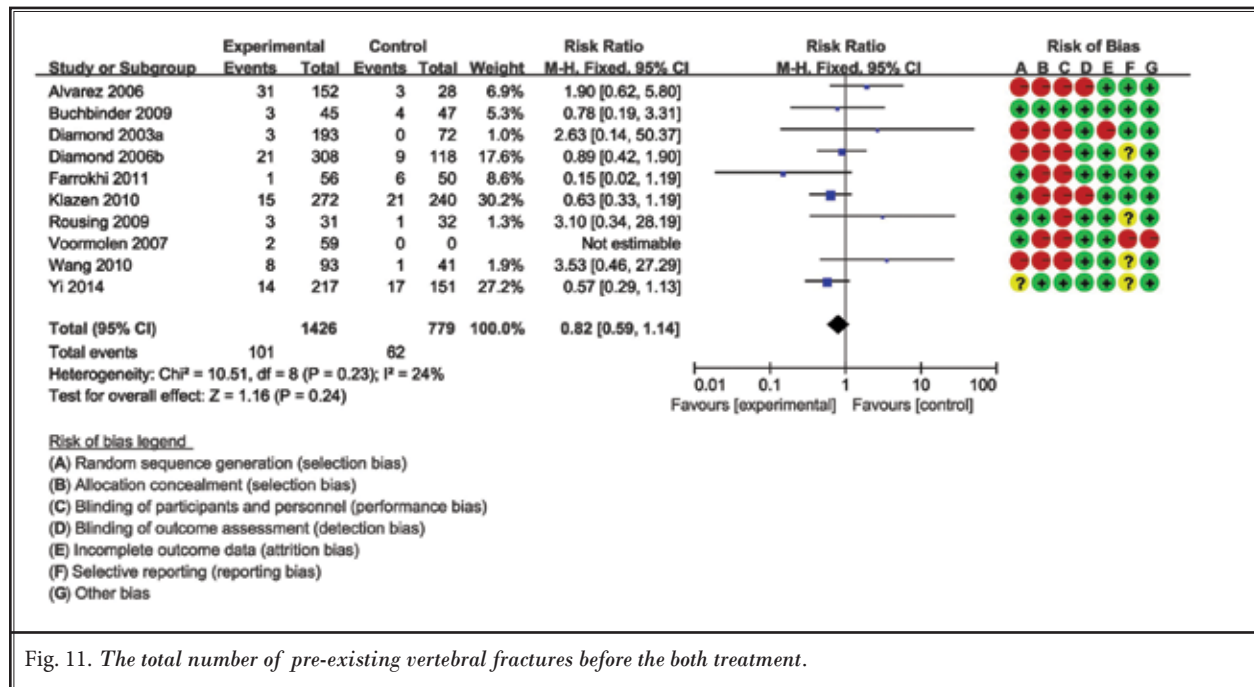 Experimental Control Risk Ratio Risk Ratio Risk of Bias
Study or Subgroup Events Total Events Total Weight M-H. Fixed. 95% CI M-H. Fixed. 95% CI A B C D E F G
Alvarez 2006 31 152 3 28 6.9% 1.90 [0.62, 5.80] - - - - + + +
Buchbinder 2009 3 45 4 47 5.3% 0.78 [0.19, 3.31] + + + + + + +
Diamond 2003a 3 193 0 72 1.0% 2.63 [0.14, 50.37] - - - + - + +
Diamond 2006b 21 308 9 118 17.6% 0.89 [0.42, 1.90] - - - + + ? +
Farrokhi 2011 1 56 6 50 8.6% 0.15 [0.02, 1.19] + + - + + + +
Klazen 2010 15 272 21 240 30.2% 0.63 [0.33, 1.19] + - - - + + +
Rousing 2009 3 31 1 32 1.3% 3.10 [0.34, 28.19] + + - + + ? +
Voormolen 2007 2 59 0 0 Not estimable + - - + + - -
Wang 2010 8 93 1 41 1.9% 3.53 [0.46, 27.29] - - - + + ? +
Yi 2014 14 217 17 151 27.2% 0.57 [0.29, 1.13] ? + + + + ? +
Total (95% CI) 1426 779 100.0% 0.82 [0.59, 1.14]
Total events 101 62
Heterogeneity: Chi² = 10.51, df = 8 (P = 0.23); I² = 24%
Test for overall effect: Z = 1.16 (P = 0.24)
0.01 0.1 1 10 100
Favours [experimental] Favours [control]
Risk of bias legend
(A) Random sequence generation (selection bias)
(B) Allocation concealment (selection bias)
(C) Blinding of participants and personnel (performance bias)
(D) Blinding of outcome assessment (detection bias)
(E) Incomplete outcome data (attrition bias)
(F) Selective reporting (reporting bias)
(G) Other bias
Fig. 11. The total number of pre-existing vertebral fractures before the both treatment.